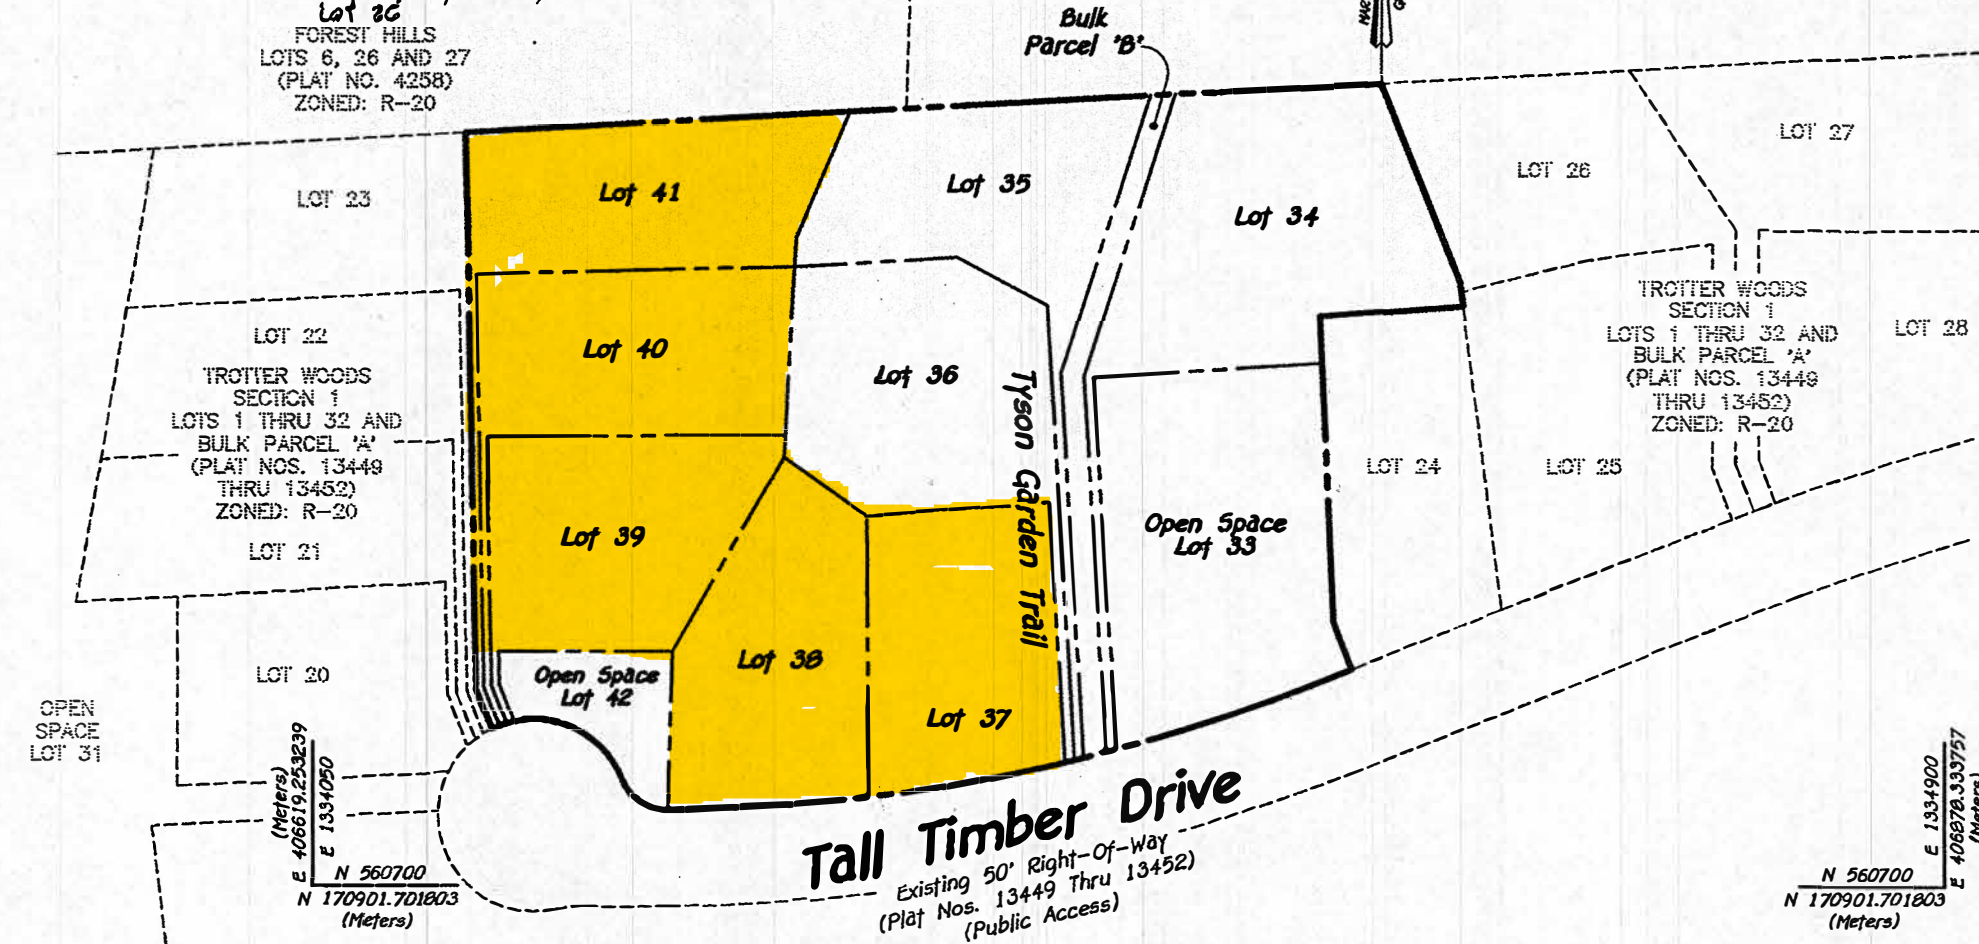 Lot 26
FOREST HILLS
LOTS 6, 26 AND 27
(PLAT NO. 4258)
ZONED: R-20
Bulk
Parcel 'B'
LOT 23
Lot 41
Lot 35
Lot 34
LOT 26
LOT 27
LOT 22
TROTTER WOODS
SECTION 1
LOTS 1 THRU 32 AND
BULK PARCEL 'A'
(PLAT NOS. 13449
THRU 13452)
ZONED: R-20
LOT 21
Lot 40
Lot 36
Tyson Garden Trail
TROTTER WOODS
SECTION 1
LOTS 1 THRU 32 AND
BULK PARCEL 'A'
(PLAT NOS. 13449
THRU 13452)
ZONED: R-20
LOT 28
LOT 24
LOT 25
Lot 39
Open Space
Lot 33
LOT 20
Open Space
Lot 42
Lot 38
Lot 37
OPEN
SPACE
LOT 31
Tall Timber Drive
Existing 50' Right-Of-Way
(Plat Nos. 13449 Thru 13452)
(Public Access)
E 1334050
E 406619.253239
(Meters)
N 560700
N 170901.701803
(Meters)
E 1334900
E 406878.333757
(Meters)
N 560700
N 170901.701803
(Meters)